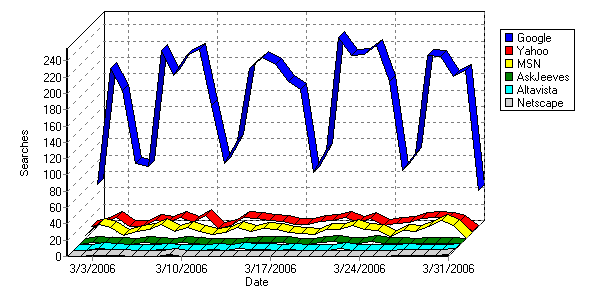 Google
Yahoo
MSN
AskJeeves
Altavista
Netscape
Searches
240
220
200
180
160
140
120
100
80
60
40
20
0
3/3/2006 3/10/2006 3/17/2006 3/24/2006 3/31/2006
Date